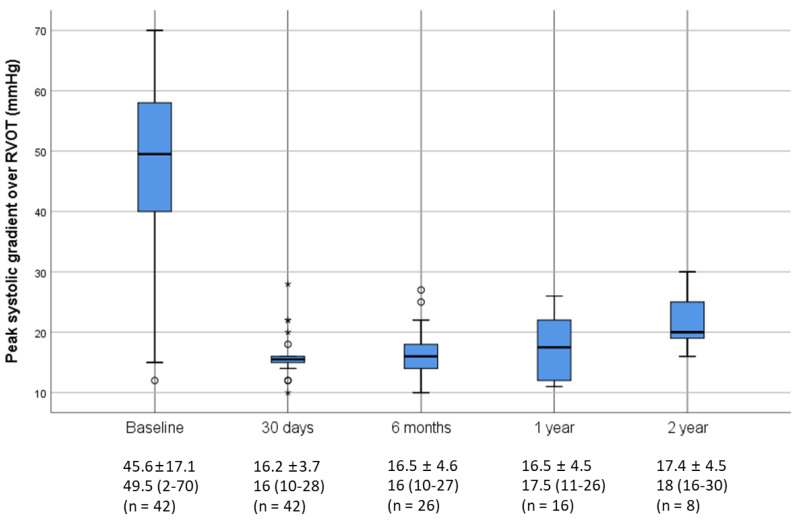 Peak systolic gradient over RVOT (mmHg)
70
60
50
40
30
20
10
Baseline 30 days 6 months 1 year 2 year
45.6±17.1 16.2 ±3.7 16.5 ± 4.6 16.5 ± 4.5 17.4 ± 4.5
49.5 (2-70) 16 (10-28) 16 (10-27) 17.5 (11-26) 18 (16-30)
(n = 42) (n = 42) (n = 26) (n = 16) (n = 8)